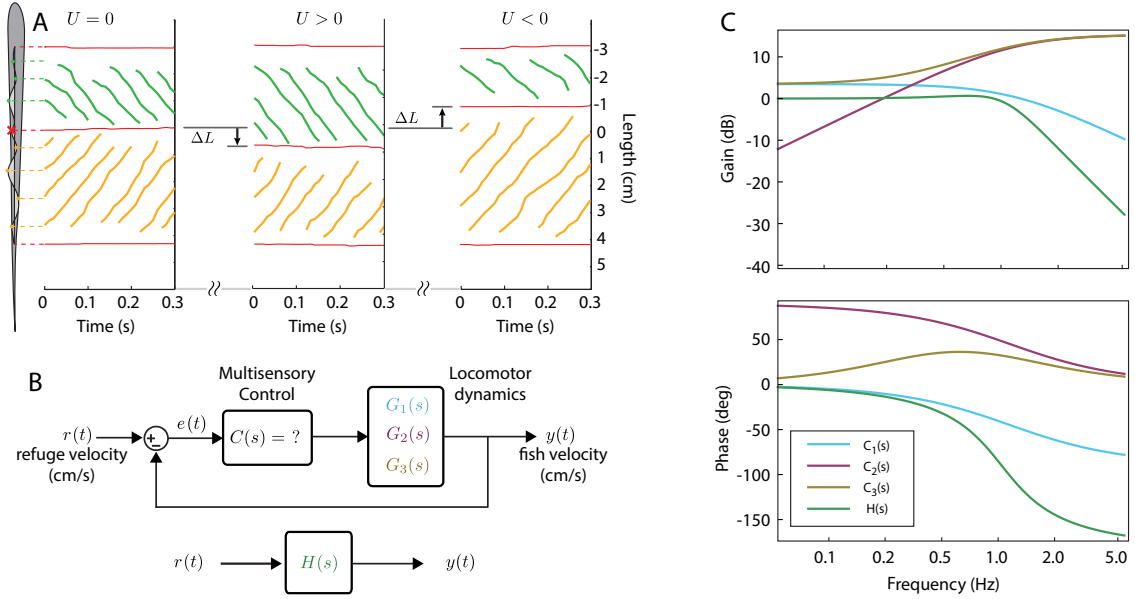 A
U = 0
U > 0
U < 0
ΔL
ΔL
-3
-2
-1
0
1
2
3
4
5
Length (cm)
0 0.1 0.2 0.3
0 0.1 0.2 0.3
0 0.1 0.2 0.3
Time (s)
Time (s)
Time (s)
B
Multisensory
Control
Locomotor
dynamics
r(t)
refuge velocity
(cm/s)
+
−
e(t)
C(s) = ?
G₁(s)
G₂(s)
G₃(s)
y(t)
fish velocity
(cm/s)
r(t)
H(s)
y(t)
C
Gain (dB)
10
0
-10
-20
-30
-40
Phase (deg)
50
0
-50
-100
-150
C₁(s)
C₂(s)
C₃(s)
H(s)
0.1 0.2 0.5 1.0 2.0 5.0
Frequency (Hz)